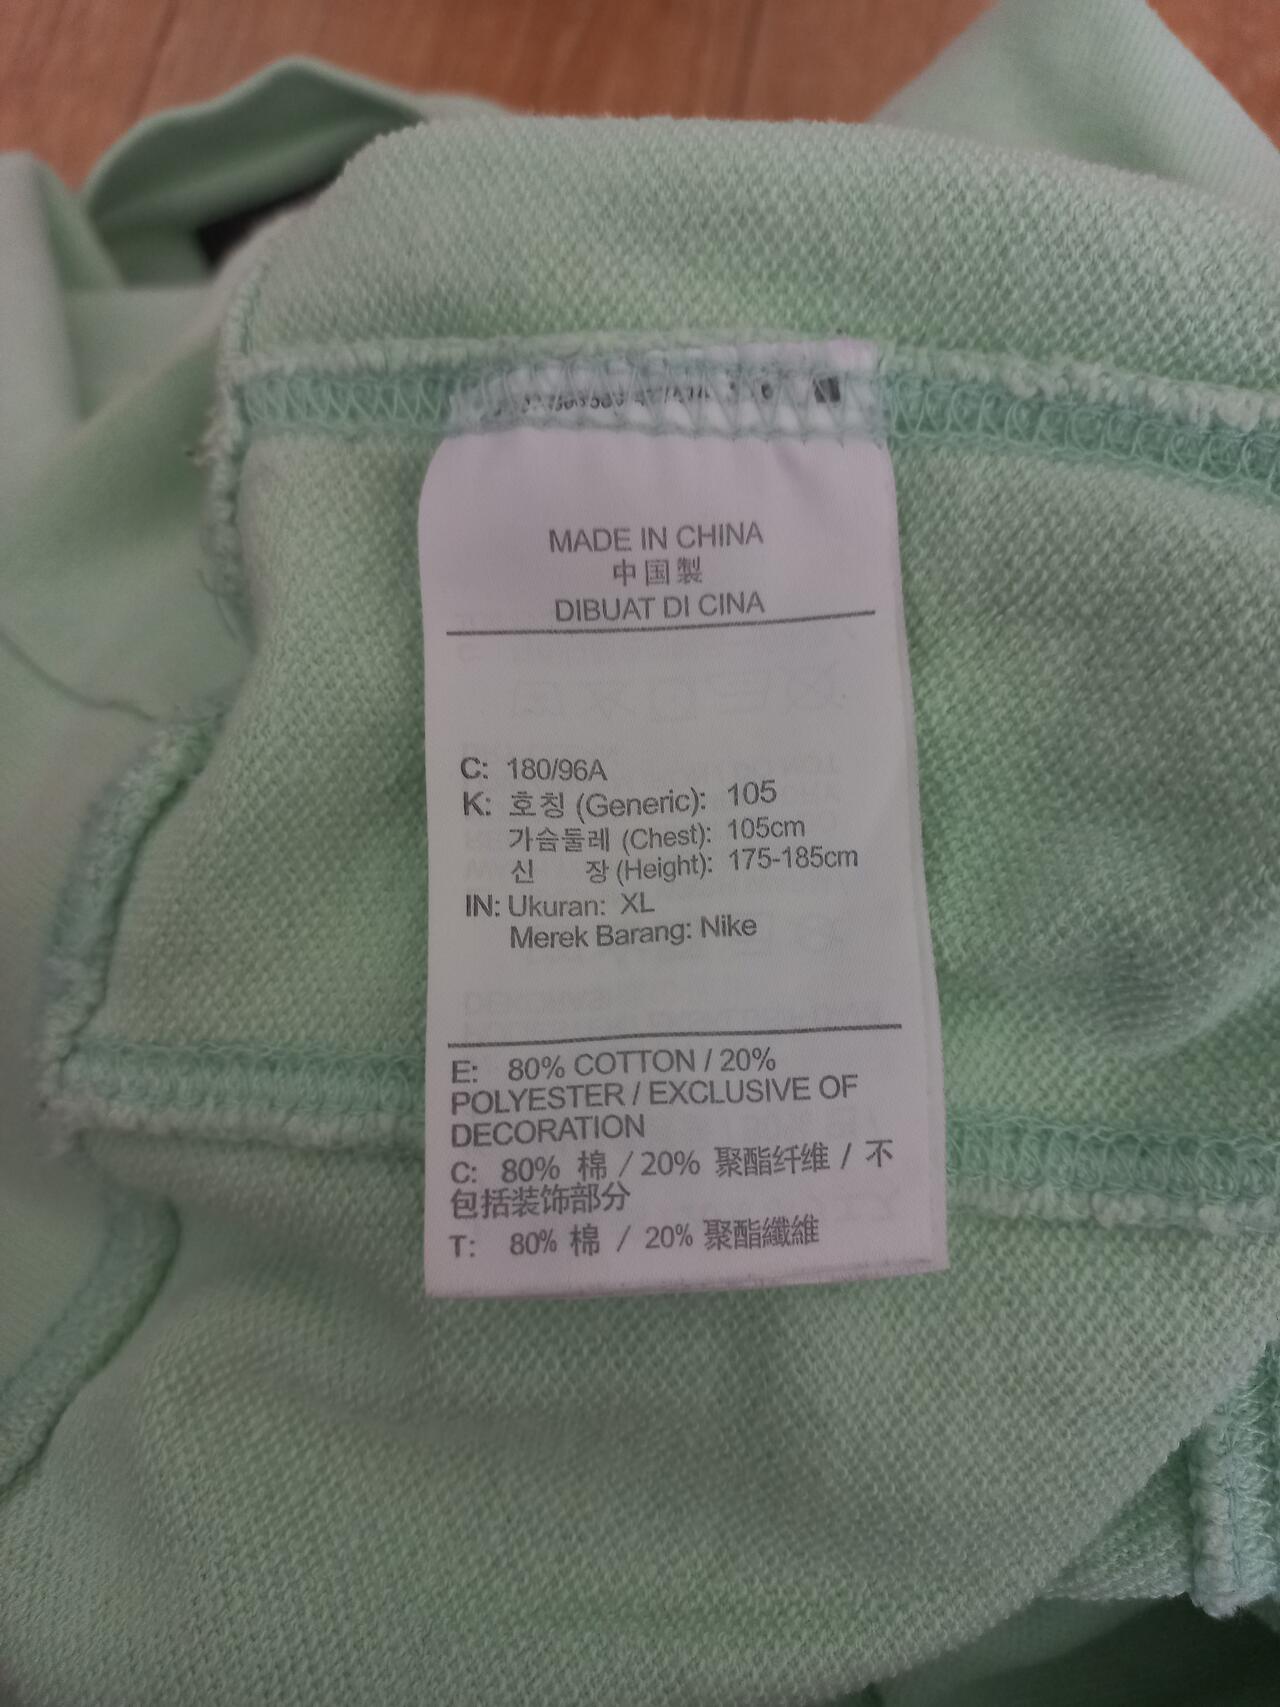 MADE IN CHINA
中国製
DIBUAT DI CINA
C: 180/96A
K: 호칭 (Generic): 105
가슴둘레 (Chest): 105cm
신 장 (Height): 175-185cm
IN: Ukuran: XL
Merek Barang: Nike
E: 80% COTTON / 20%
POLYESTER / EXCLUSIVE OF
DECORATION
C: 80% 棉 / 20% 聚酯纤维 / 不
包括装饰部分
T: 80% 棉 / 20% 聚酯纖維